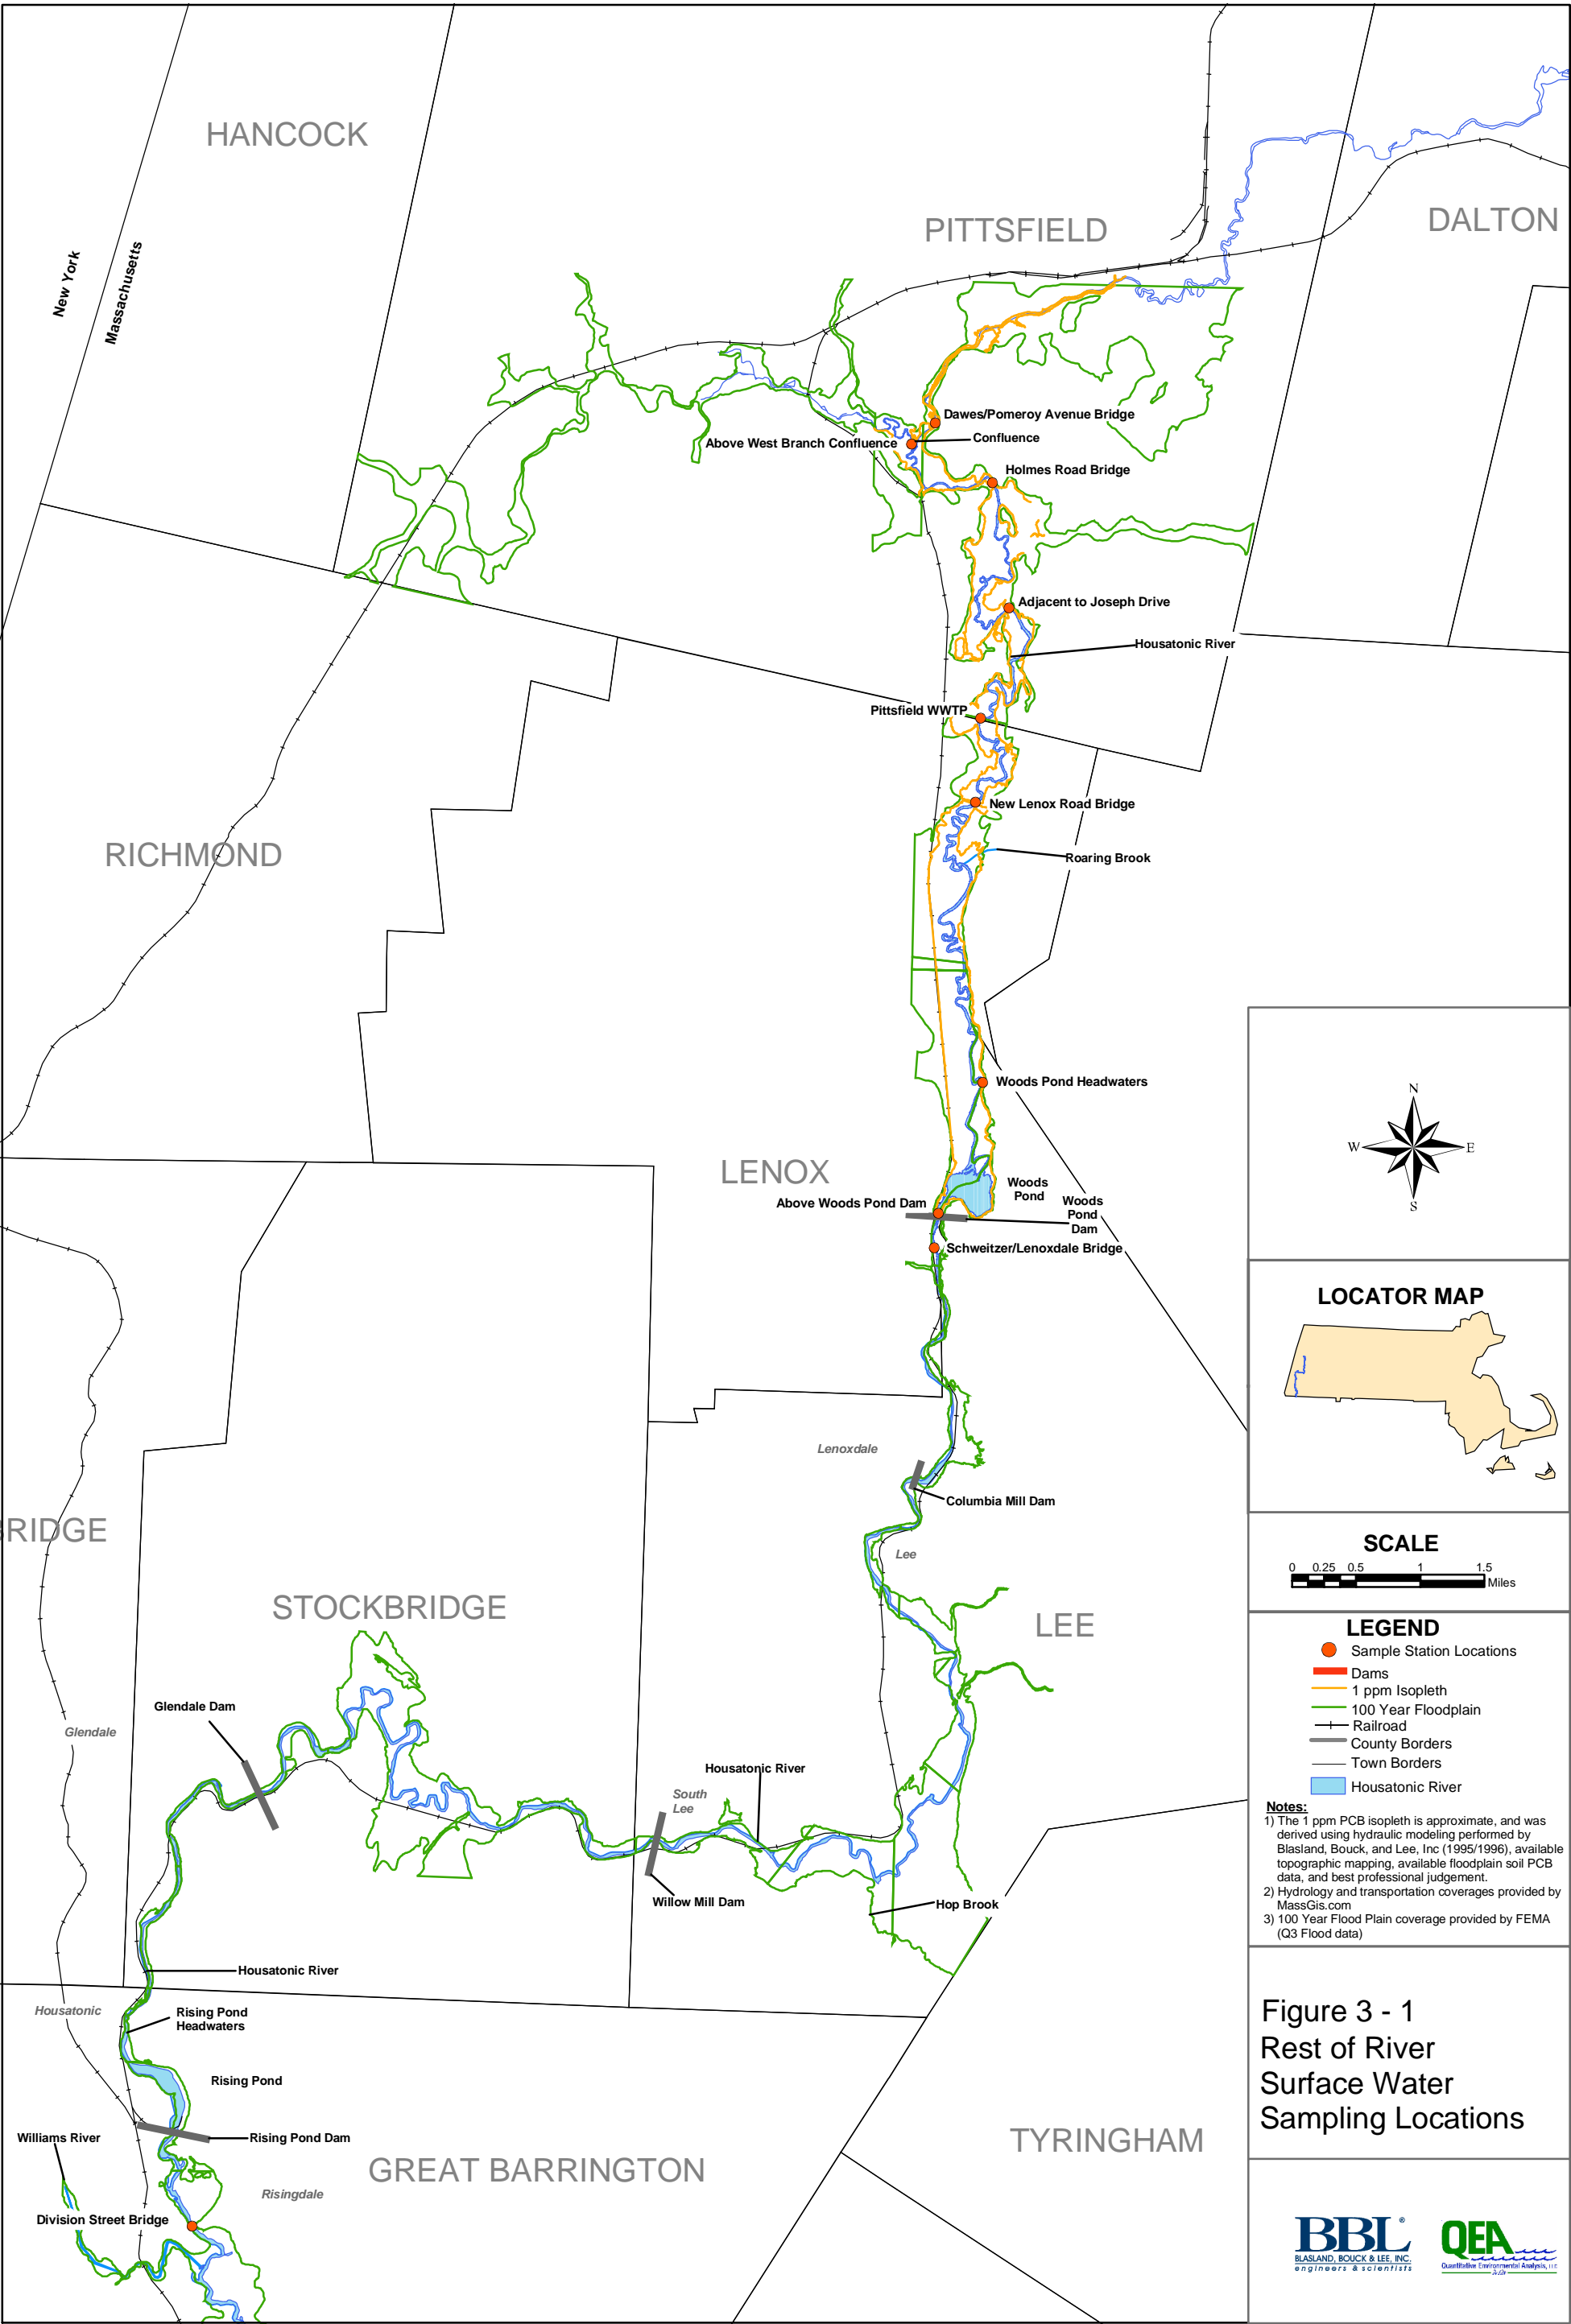 HANCOCK
PITTSFIELD
DALTON
New York
Massachusetts
Dawes/Pomeroy Avenue Bridge
Confluence
Above West Branch Confluence
Holmes Road Bridge
Adjacent to Joseph Drive
Housatonic River
Pittsfield WWTP
New Lenox Road Bridge
RICHMOND
Roaring Brook
Woods Pond Headwaters
LENOX
Woods
Pond
Above Woods Pond Dam
Woods
Pond
Dam
Schweitzer/Lenoxdale Bridge
Lenoxdale
Columbia Mill Dam
BRIDGE
Lee
STOCKBRIDGE
LEE
Glendale Dam
Glendale
Housatonic River
South
Lee
Willow Mill Dam
Hop Brook
Housatonic River
Housatonic
Rising Pond
Headwaters
Rising Pond
Williams River
Rising Pond Dam
GREAT BARRINGTON
TYRINGHAM
Risingdale
Division Street Bridge
N
W
E
S
LOCATOR MAP
SCALE
0 0.25 0.5 1 1.5
Miles
LEGEND
Sample Station Locations
Dams
1 ppm Isopleth
100 Year Floodplain
Railroad
County Borders
Town Borders
Housatonic River
Notes:
1) The 1 ppm PCB isopleth is approximate, and was
derived using hydraulic modeling performed by
Blasland, Bouck, and Lee, Inc (1995/1996), available
topographic mapping, available floodplain soil PCB
data, and best professional judgement.
2) Hydrology and transportation coverages provided by
MassGis.com
3) 100 Year Flood Plain coverage provided by FEMA
(Q3 Flood data)
Figure 3 - 1
Rest of River
Surface Water
Sampling Locations
BBL®
BLASLAND, BOUCK & LEE, INC.
engineers & scientists
QEA
Quantitative Environmental Analysis, LLC